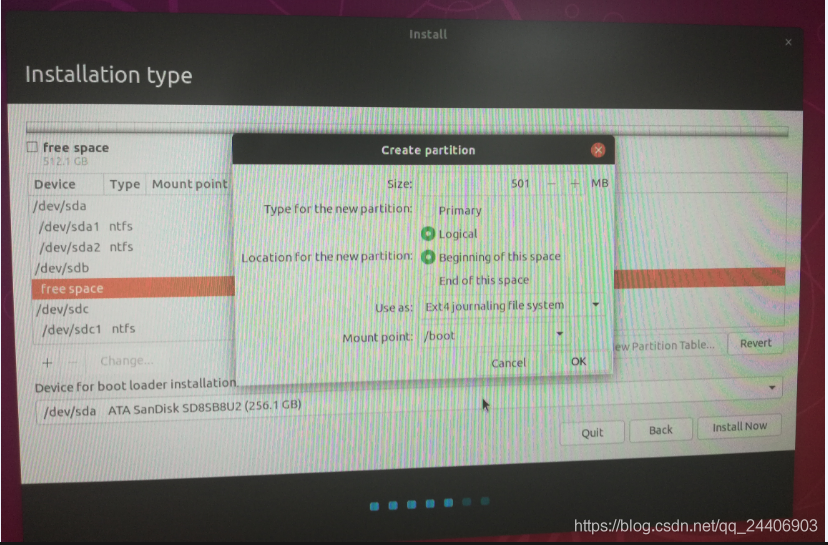 Install
×
Installation type
free space
512.1 GB
Create partition
Device Type Mount point
Size: 501 − + MB
/dev/sda
Type for the new partition: Primary
/dev/sda1 ntfs
Logical
/dev/sda2 ntfs
Location for the new partition: Beginning of this space
/dev/sdb
End of this space
free space
/dev/sdc
Use as: Ext4 journaling file system
/dev/sdc1 ntfs
Mount point: /boot
ew Partition Table... Revert
+ − Change...
Cancel OK
Device for boot loader installation
/dev/sda ATA SanDisk SD8SB8U2 (256.1 GB)
Quit Back Install Now
https://blog.csdn.net/qq_24406903